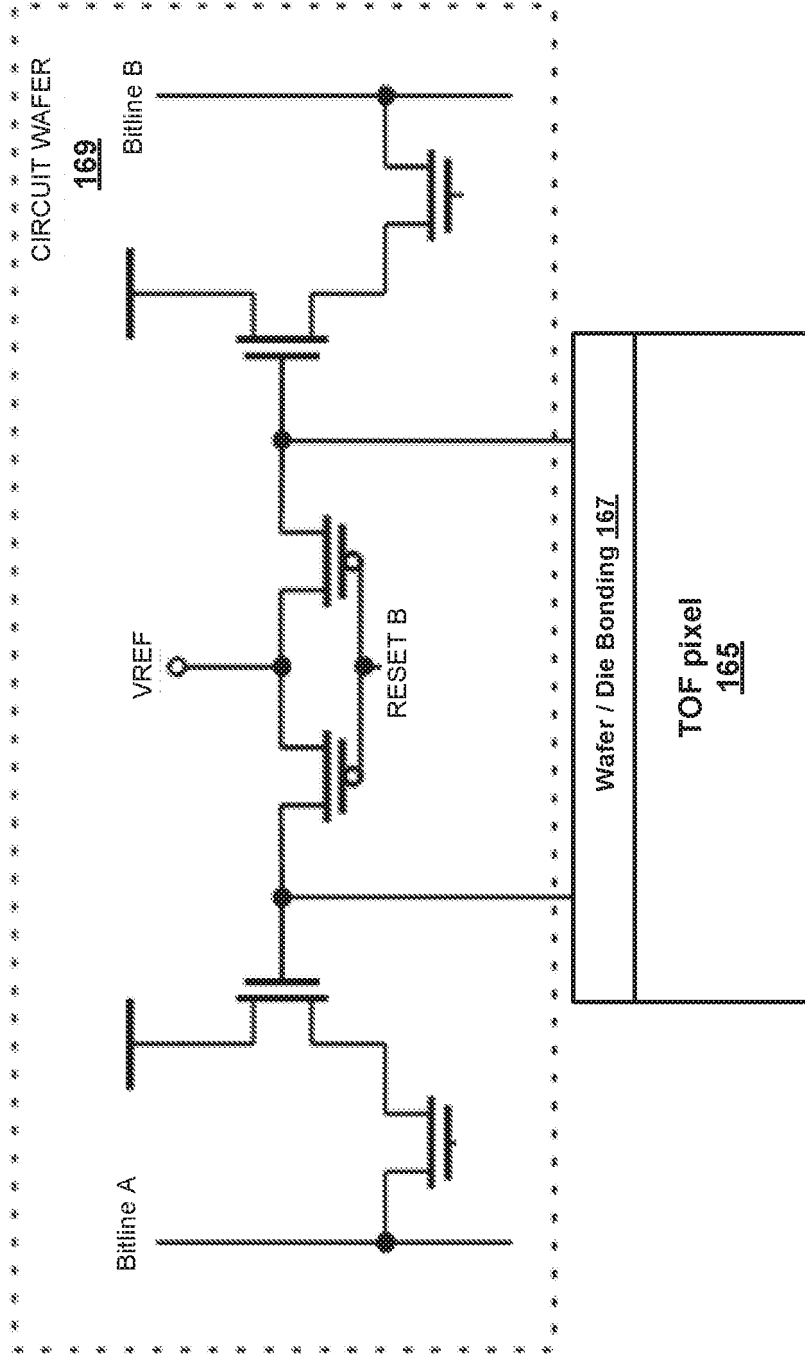 CIRCUIT WAFER
169
Bitline A
VREF
Bitline B
RESET B
Wafer / Die Bonding 167
TOF pixel
165